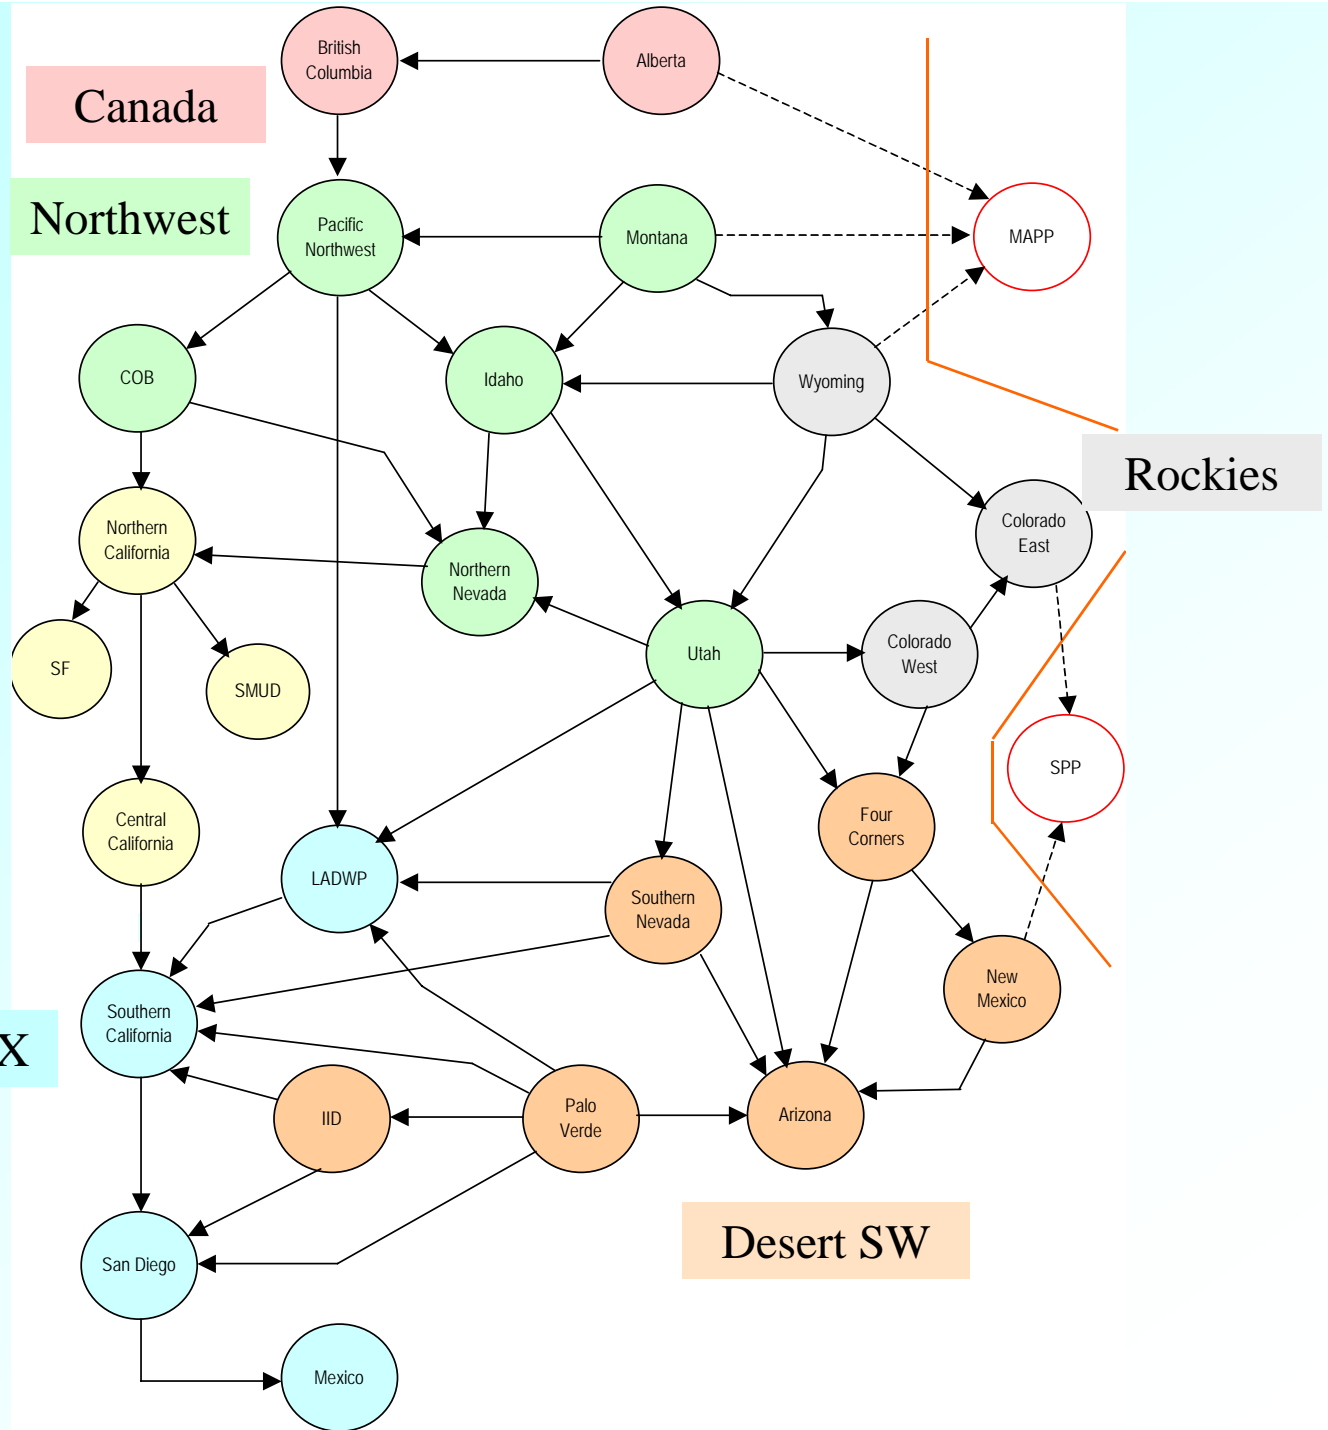 British
Columbia
Alberta
Canada
Northwest
Pacific
Northwest
Montana
MAPP
COB
Idaho
Wyoming
Rockies
Northern
California
Northern
Nevada
Colorado
East
SF
SMUD
Utah
Colorado
West
SPP
Central
California
LADWP
Southern
Nevada
Four
Corners
New
Mexico
Southern
California
X
IID
Palo
Verde
Arizona
Desert SW
San Diego
Mexico